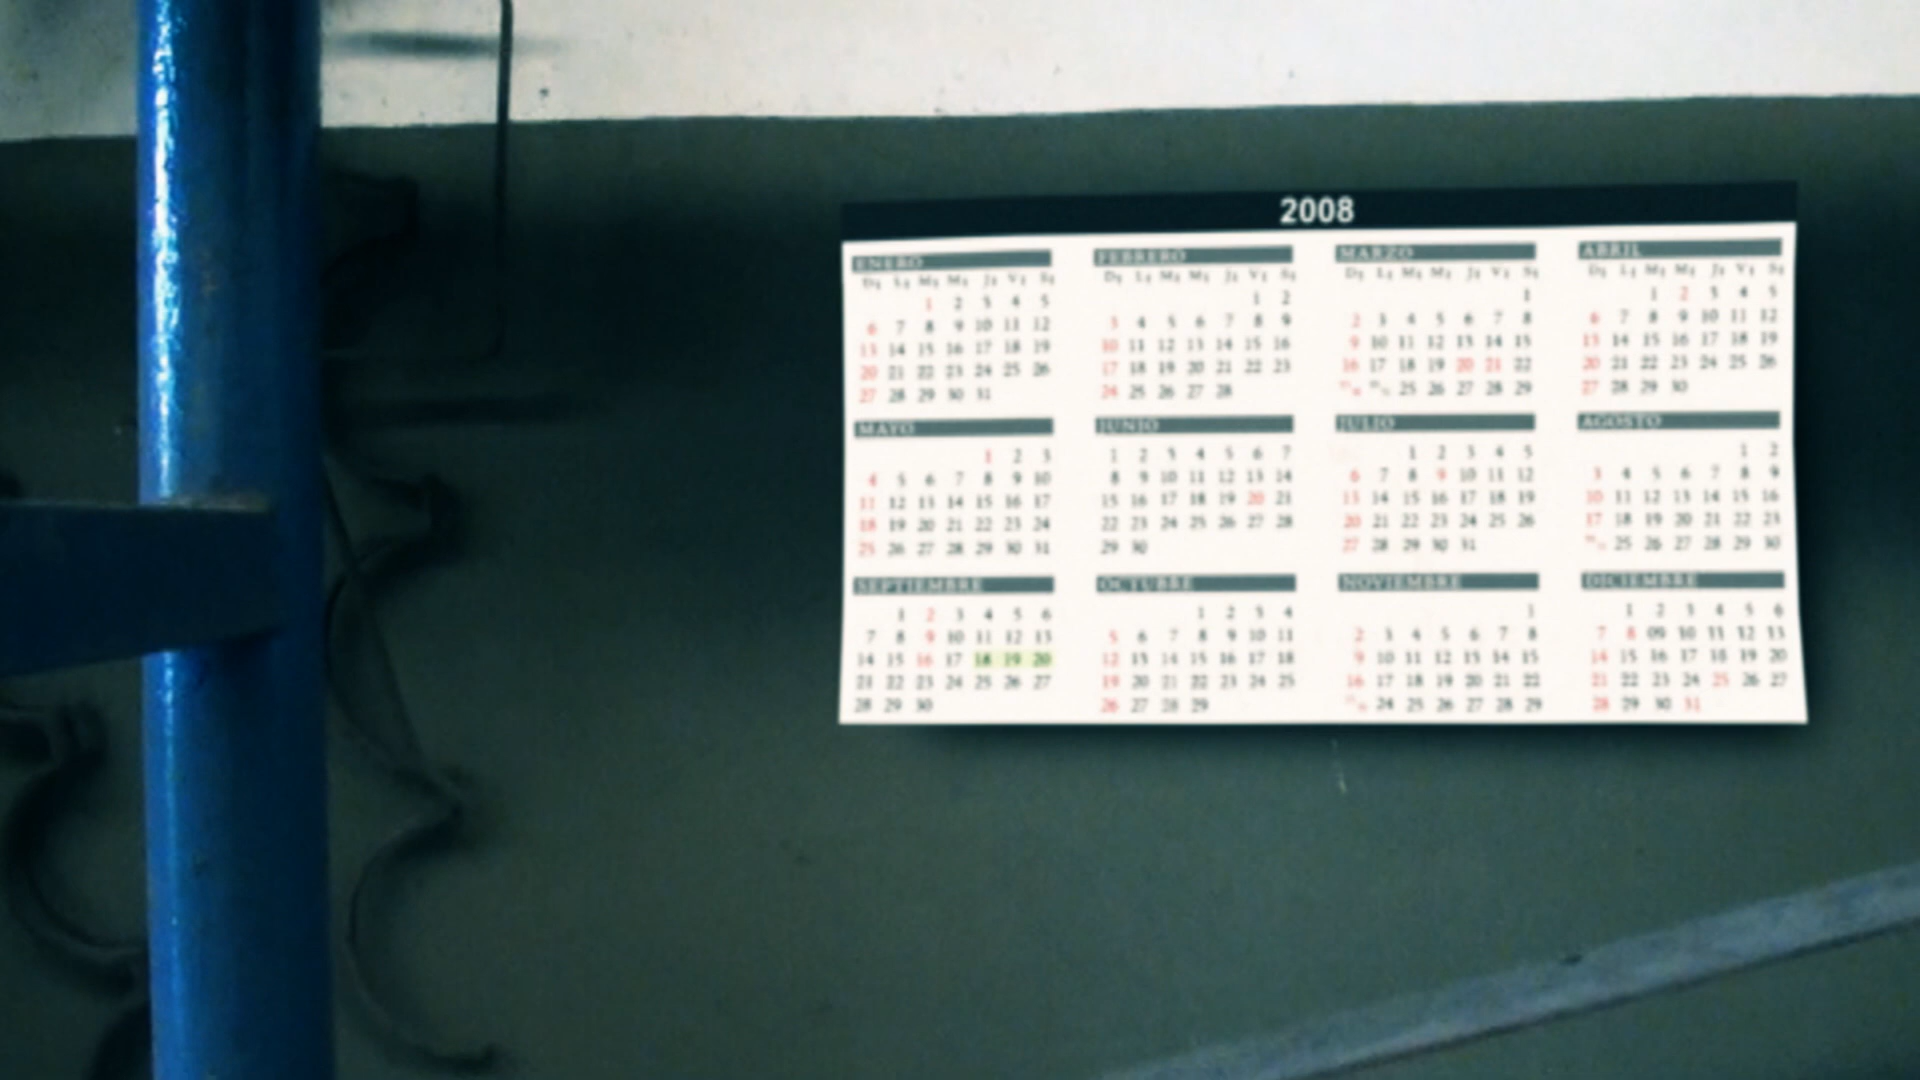 2008
ENERO FEBRERO MARZO ABRIL
D$ L$ M$ M$ J$ V$ S$ D$ L$ M$ M$ J$ V$ S$ D$ L$ M$ M$ J$ V$ S$ D$ L$ M$ M$ J$ V$ S$
1 2 3 4 5 1 2 1 1 2 3 4 5
6 7 8 9 10 11 12 3 4 5 6 7 8 9 2 3 4 5 6 7 8 6 7 8 9 10 11 12
13 14 15 16 17 18 19 10 11 12 13 14 15 16 9 10 11 12 13 14 15 13 14 15 16 17 18 19
20 21 22 23 24 25 26 17 18 19 20 21 22 23 16 17 18 19 20 21 22 20 21 22 23 24 25 26
27 28 29 30 31 24 25 26 27 28 25 26 27 28 29 27 28 29 30
MAYO JUNIO JULIO AGOSTO
1 2 3 1 2 3 4 5 6 7 1 2 3 4 5 1 2
4 5 6 7 8 9 10 8 9 10 11 12 13 14 6 7 8 9 10 11 12 3 4 5 6 7 8 9
11 12 13 14 15 16 17 15 16 17 18 19 20 21 13 14 15 16 17 18 19 10 11 12 13 14 15 16
18 19 20 21 22 23 24 22 23 24 25 26 27 28 20 21 22 23 24 25 26 17 18 19 20 21 22 23
25 26 27 28 29 30 31 29 30 27 28 29 30 31 25 26 27 28 29 30
SEPTIEMBRE OCTUBRE NOVIEMBRE DICIEMBRE
1 2 3 4 5 6 1 2 3 4 1 1 2 3 4 5 6
7 8 9 10 11 12 13 5 6 7 8 9 10 11 2 3 4 5 6 7 8 7 8 09 10 11 12 13
14 15 16 17 18 19 20 12 13 14 15 16 17 18 9 10 11 12 13 14 15 14 15 16 17 18 19 20
21 22 23 24 25 26 27 19 20 21 22 23 24 25 16 17 18 19 20 21 22 21 22 23 24 25 26 27
28 29 30 26 27 28 29 24 25 26 27 28 29 28 29 30 31